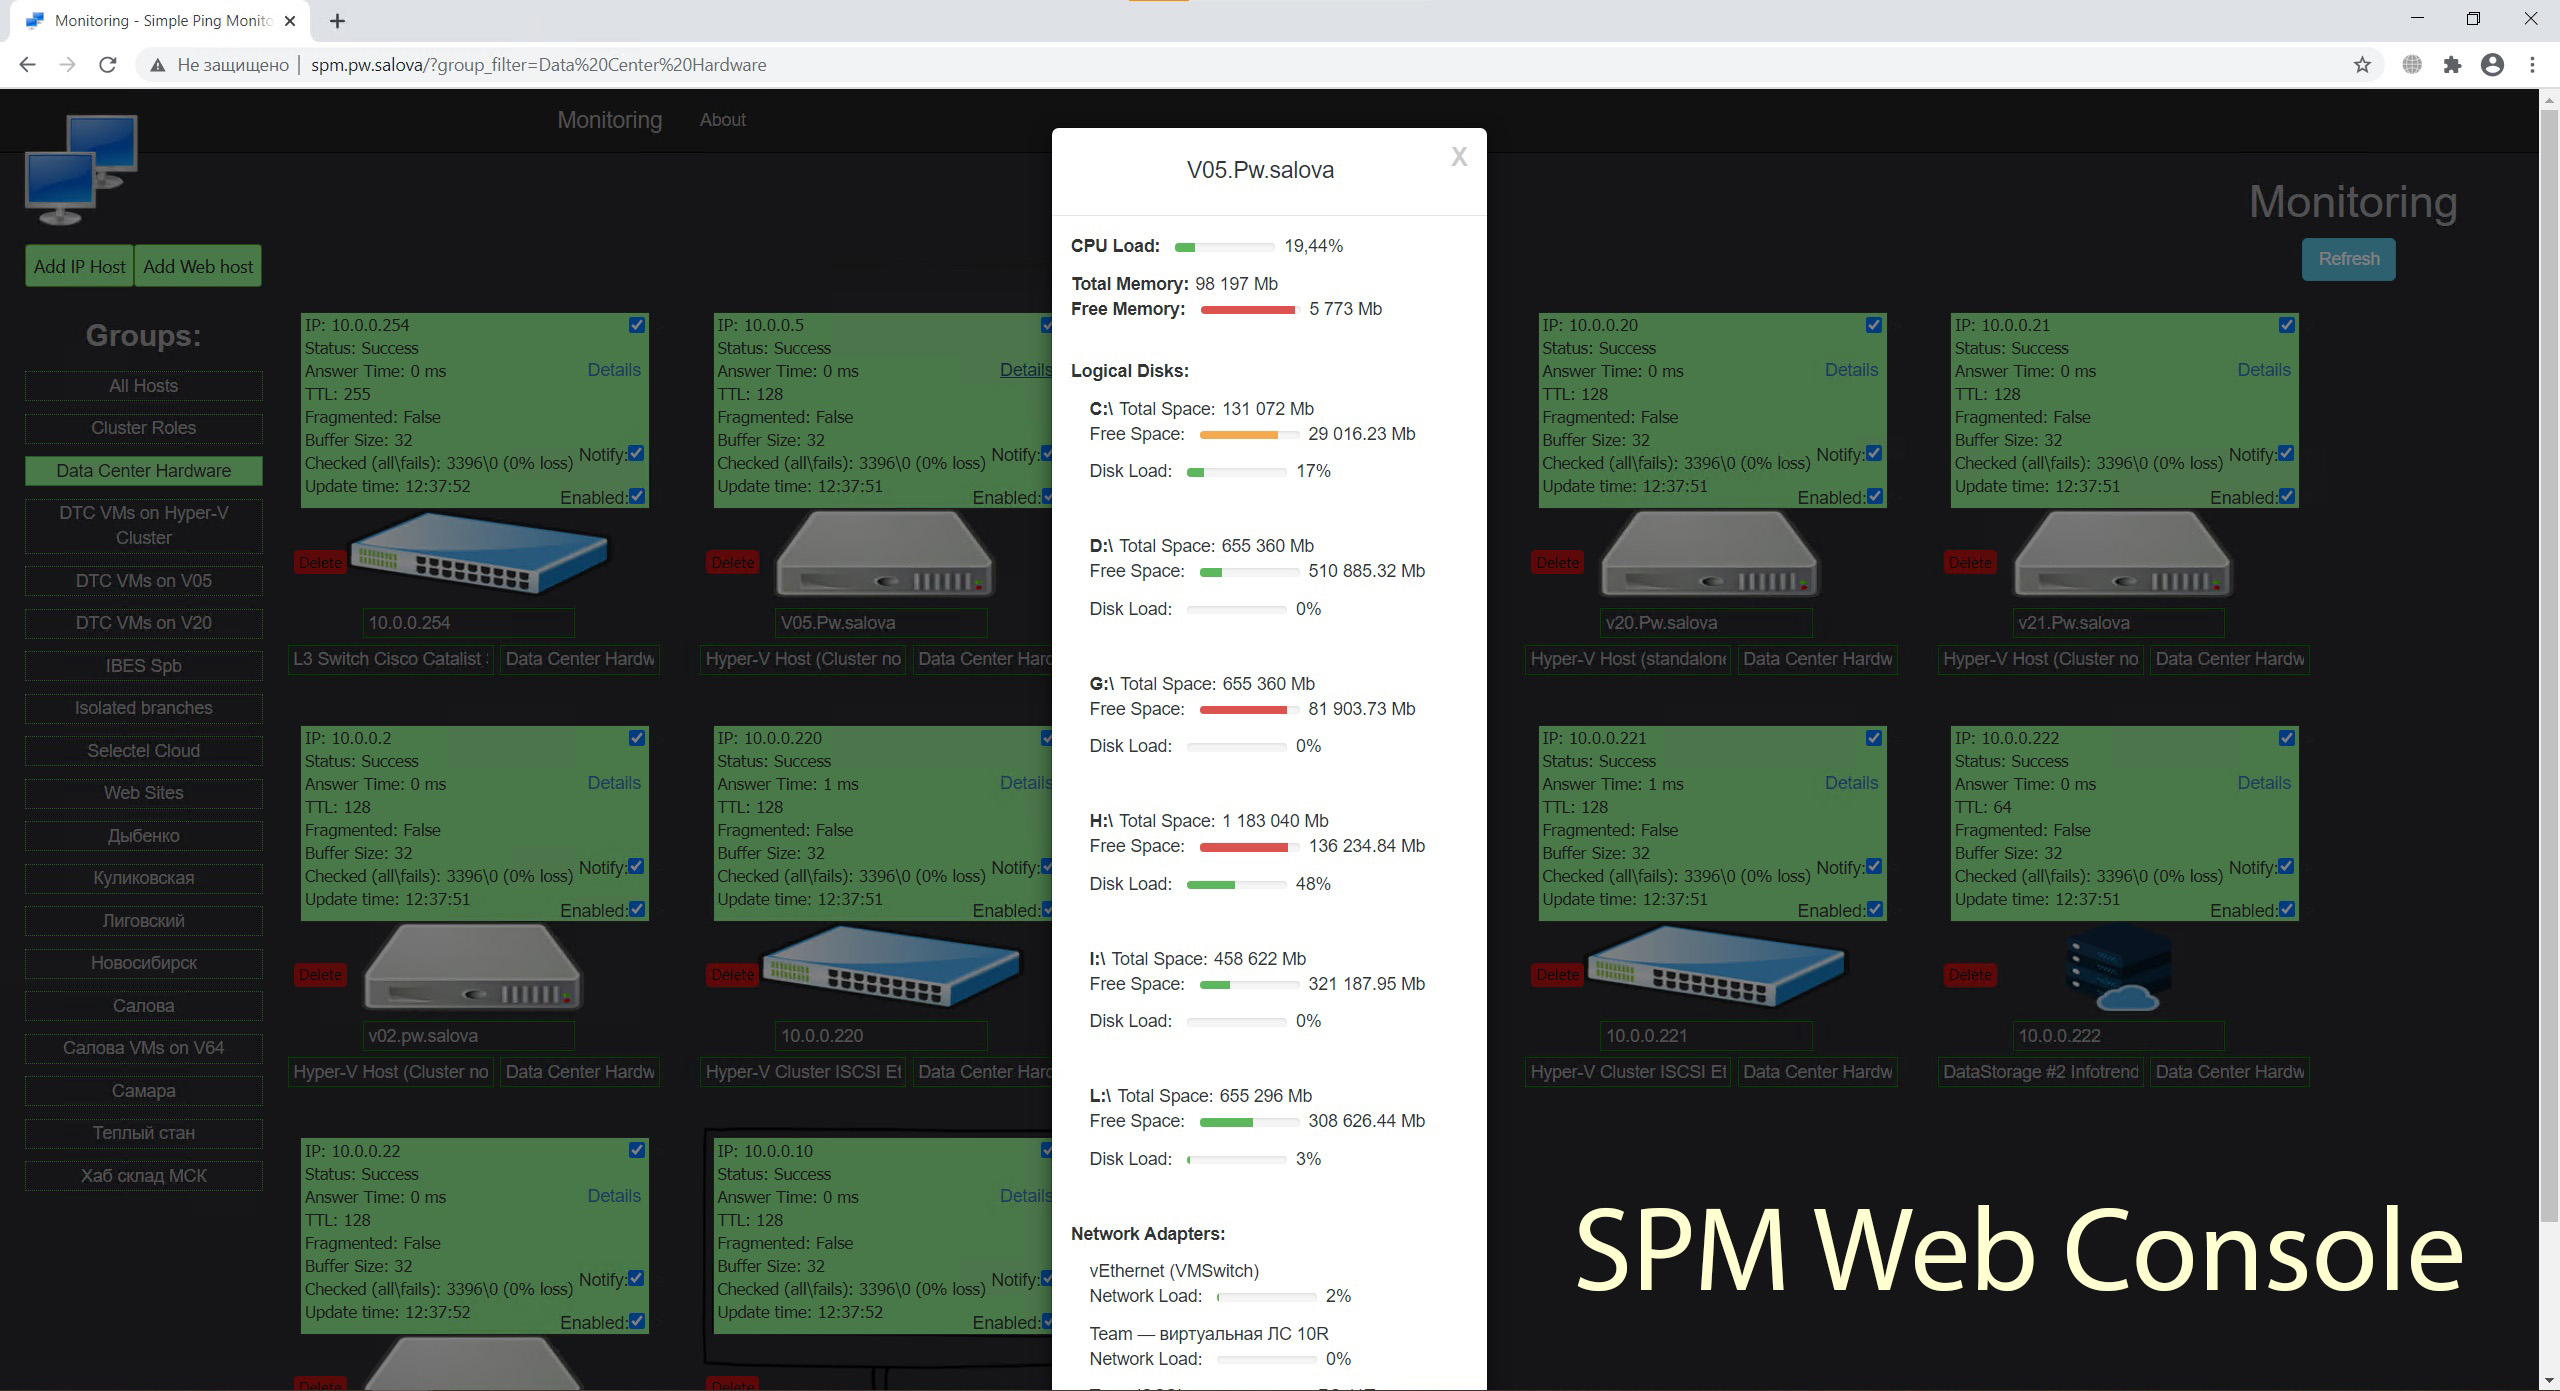 Monitoring - Simple Ping Monito
Не защищено | spm.pw.salova/?group_filter=Data%20Center%20Hardware
Monitoring About
Monitoring
Refresh
Add IP Host Add Web host
Groups:
All Hosts
Cluster Roles
Data Center Hardware
DTC VMs on Hyper-V
Cluster
DTC VMs on V05
DTC VMs on V20
IBES Spb
Isolated branches
Selectel Cloud
Web Sites
Дыбенко
Куликовская
Лиговский
Новосибирск
Салова
Салова VMs on V64
Самара
Теплый стан
Хаб склад МСК
IP: 10.0.0.254
Status: Success
Answer Time: 0 ms
Details
TTL: 255
Fragmented: False
Buffer Size: 32
Notify:
Checked (all\fails): 3396\0 (0% loss)
Update time: 12:37:52
Enabled:
Delete
10.0.0.254
L3 Switch Cisco Catalist Data Center Hardw
IP: 10.0.0.5
Status: Success
Answer Time: 0 ms
Details
TTL: 128
Fragmented: False
Buffer Size: 32
Notify:
Checked (all\fails): 3396\0 (0% loss)
Update time: 12:37:51
Enabled:
Delete
V05.Pw.salova
Hyper-V Host (Cluster no Data Center Hard
IP: 10.0.0.20
Status: Success
Answer Time: 0 ms
Details
TTL: 128
Fragmented: False
Buffer Size: 32
Notify:
Checked (all\fails): 3396\0 (0% loss)
Update time: 12:37:51
Enabled:
Delete
v20.Pw.salova
Hyper-V Host (standalone Data Center Hardw
IP: 10.0.0.21
Status: Success
Answer Time: 0 ms
Details
TTL: 128
Fragmented: False
Buffer Size: 32
Notify:
Checked (all\fails): 3396\0 (0% loss)
Update time: 12:37:51
Enabled:
Delete
v21.Pw.salova
Hyper-V Host (Cluster no Data Center Hardw
IP: 10.0.0.2
Status: Success
Answer Time: 0 ms
Details
TTL: 128
Fragmented: False
Buffer Size: 32
Notify:
Checked (all\fails): 3396\0 (0% loss)
Update time: 12:37:51
Enabled:
Delete
v02.pw.salova
Hyper-V Host (Cluster no Data Center Hardw
IP: 10.0.0.220
Status: Success
Answer Time: 1 ms
Details
TTL: 128
Fragmented: False
Buffer Size: 32
Notify:
Checked (all\fails): 3396\0 (0% loss)
Update time: 12:37:51
Enabled:
Delete
10.0.0.220
Hyper-V Cluster ISCSI Et Data Center Hard
IP: 10.0.0.221
Status: Success
Answer Time: 1 ms
Details
TTL: 128
Fragmented: False
Buffer Size: 32
Notify:
Checked (all\fails): 3396\0 (0% loss)
Update time: 12:37:51
Enabled:
Delete
10.0.0.221
Hyper-V Cluster ISCSI Et Data Center Hardw
IP: 10.0.0.222
Status: Success
Answer Time: 0 ms
Details
TTL: 64
Fragmented: False
Buffer Size: 32
Notify:
Checked (all\fails): 3396\0 (0% loss)
Update time: 12:37:51
Enabled:
Delete
10.0.0.222
DataStorage #2 Infotrend Data Center Hardw
IP: 10.0.0.22
Status: Success
Answer Time: 0 ms
Details
TTL: 128
Fragmented: False
Buffer Size: 32
Notify:
Checked (all\fails): 3396\0 (0% loss)
Update time: 12:37:52
Enabled:
Delete
IP: 10.0.0.10
Status: Success
Answer Time: 0 ms
Details
TTL: 128
Fragmented: False
Buffer Size: 32
Notify:
Checked (all\fails): 3396\0 (0% loss)
Update time: 12:37:52
Enabled:
Delete
V05.Pw.salova X
CPU Load: 19,44%
Total Memory: 98 197 Mb
Free Memory: 5 773 Mb
Logical Disks:
C:\ Total Space: 131 072 Mb
Free Space: 29 016.23 Mb
Disk Load: 17%
D:\ Total Space: 655 360 Mb
Free Space: 510 885.32 Mb
Disk Load: 0%
G:\ Total Space: 655 360 Mb
Free Space: 81 903.73 Mb
Disk Load: 0%
H:\ Total Space: 1 183 040 Mb
Free Space: 136 234.84 Mb
Disk Load: 48%
I:\ Total Space: 458 622 Mb
Free Space: 321 187.95 Mb
Disk Load: 0%
L:\ Total Space: 655 296 Mb
Free Space: 308 626.44 Mb
Disk Load: 3%
Network Adapters:
vEthernet (VMSwitch)
Network Load: 2%
Team — виртуальная ЛС 10R
Network Load: 0%
SPM Web Console